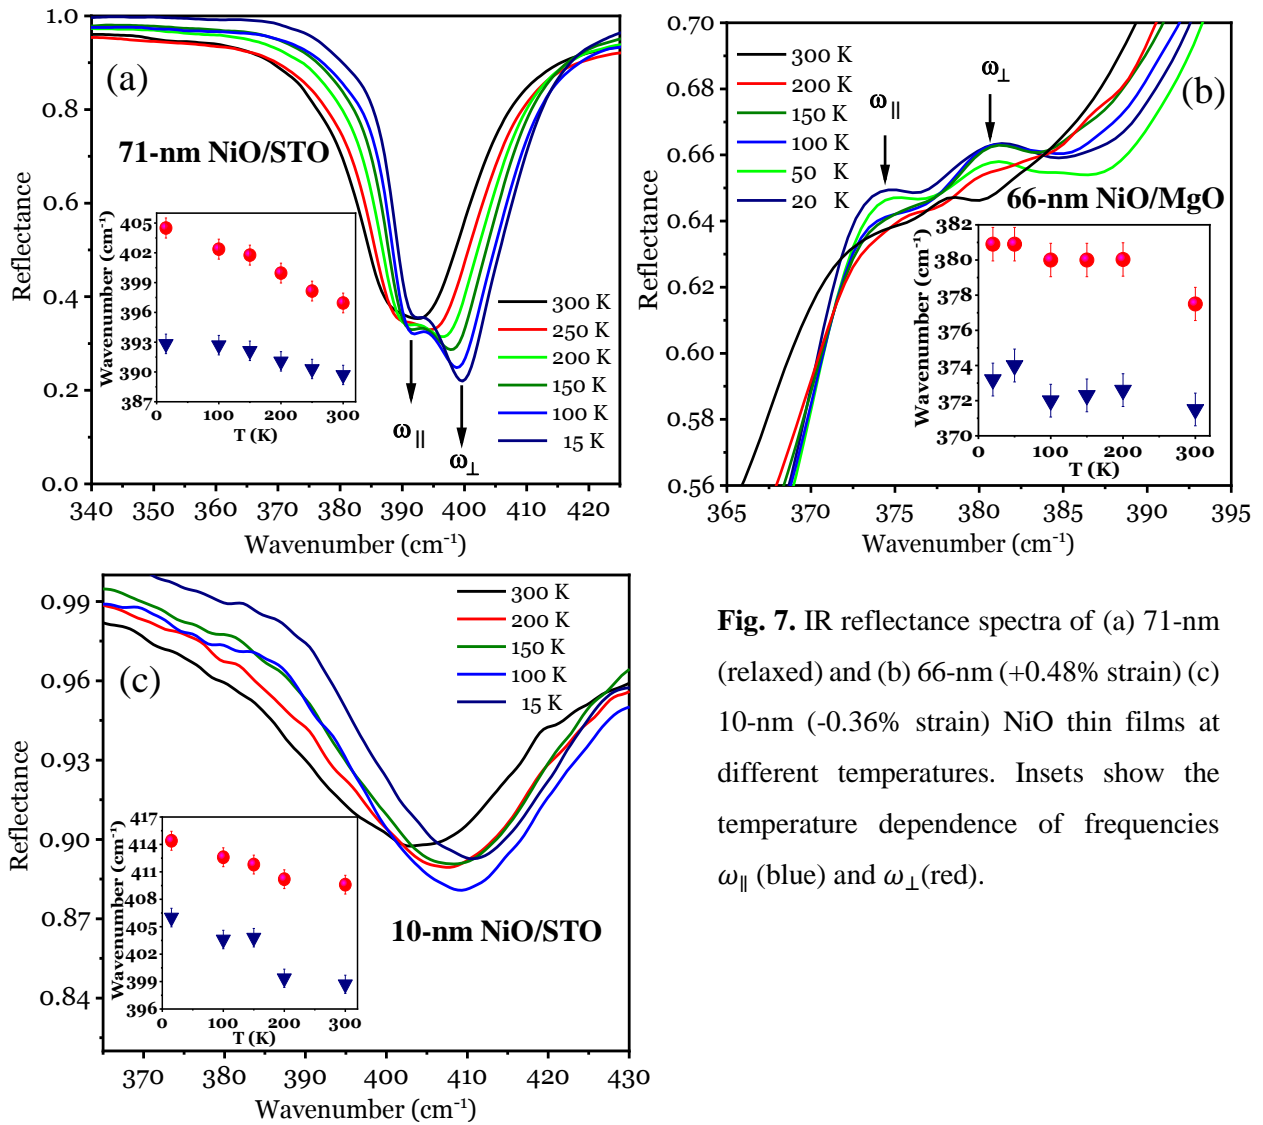 (a)
71-nm NiO/STO
Reflectance
1.0
0.8
0.6
0.4
0.2
0.0
340 350 360 370 380 390 400 410 420
Wavenumber (cm⁻¹)
ω∥
ω⊥
300 K
250 K
200 K
150 K
100 K
15 K
Wavenumber (cm⁻¹)
405
402
399
396
393
390
387
0 100 200 300
T (K)
(b)
66-nm NiO/MgO
Reflectance
0.70
0.68
0.66
0.64
0.62
0.60
0.58
0.56
365 370 375 380 385 390 395
Wavenumber (cm⁻¹)
ω∥
ω⊥
300 K
200 K
150 K
100 K
50 K
20 K
Wavenumber (cm⁻¹)
382
380
378
376
374
372
370
0 100 200 300
T (K)
(c)
10-nm NiO/STO
Reflectance
0.99
0.96
0.93
0.90
0.87
0.84
370 380 390 400 410 420 430
Wavenumber (cm⁻¹)
300 K
200 K
150 K
100 K
15 K
Wavenumber (cm⁻¹)
417
414
411
408
405
402
399
396
0 100 200 300
T (K)
Fig. 7. IR reflectance spectra of (a) 71-nm
(relaxed) and (b) 66-nm (+0.48% strain) (c)
10-nm (-0.36% strain) NiO thin films at
different temperatures. Insets show the
temperature dependence of frequencies
ω∥ (blue) and ω⊥(red).